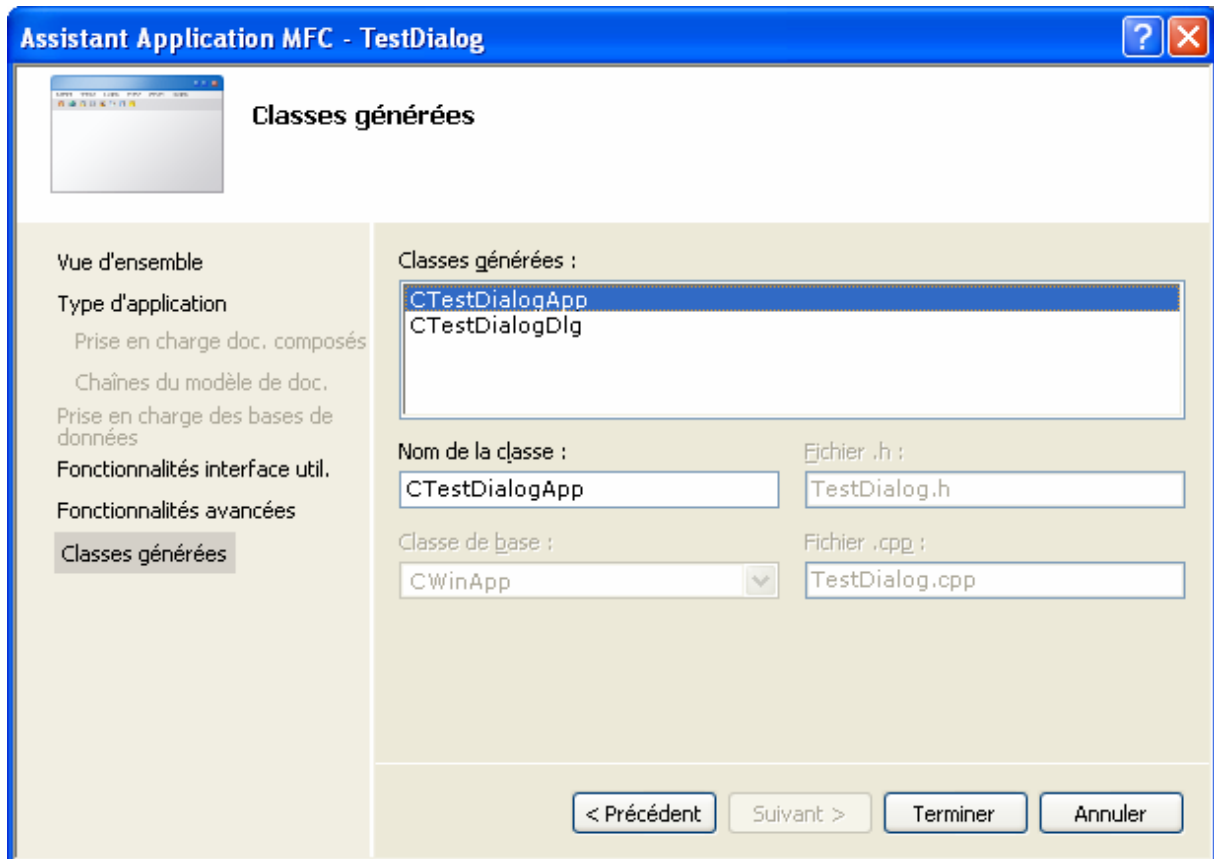 Assistant Application MFC - TestDialog
Classes générées
Vue d'ensemble
Type d'application
Prise en charge doc. composés
Chaînes du modèle de doc.
Prise en charge des bases de
données
Fonctionnalités interface util.
Fonctionnalités avancées
Classes générées
Classes générées :
CTestDialogApp
CTestDialogDlg
Nom de la classe :
Fichier .h :
CTestDialogApp
TestDialog.h
Classe de base :
Fichier .cpp :
CWinApp
TestDialog.cpp
< Précédent
Suivant >
Terminer
Annuler